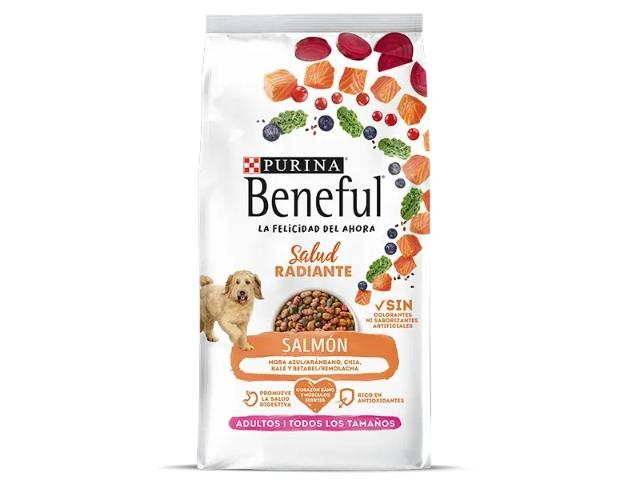 PURINA
Beneful
LA FELICIDAD DEL AHORA
Salud
RADIANTE
✓SIN
COLORANTES
NI SABORIZANTES
ARTIFICIALES
SALMÓN
MORA AZUL/ARÁNDANO, CHIA,
KALE Y BETABEL/REMOLACHA
PROMUEVE
LA SALUD
DIGESTIVA
CORAZÓN SANO
Y MÚSCULOS
FUERTES
RICO EN
ANTIOXIDANTES
ADULTOS | TODOS LOS TAMAÑOS